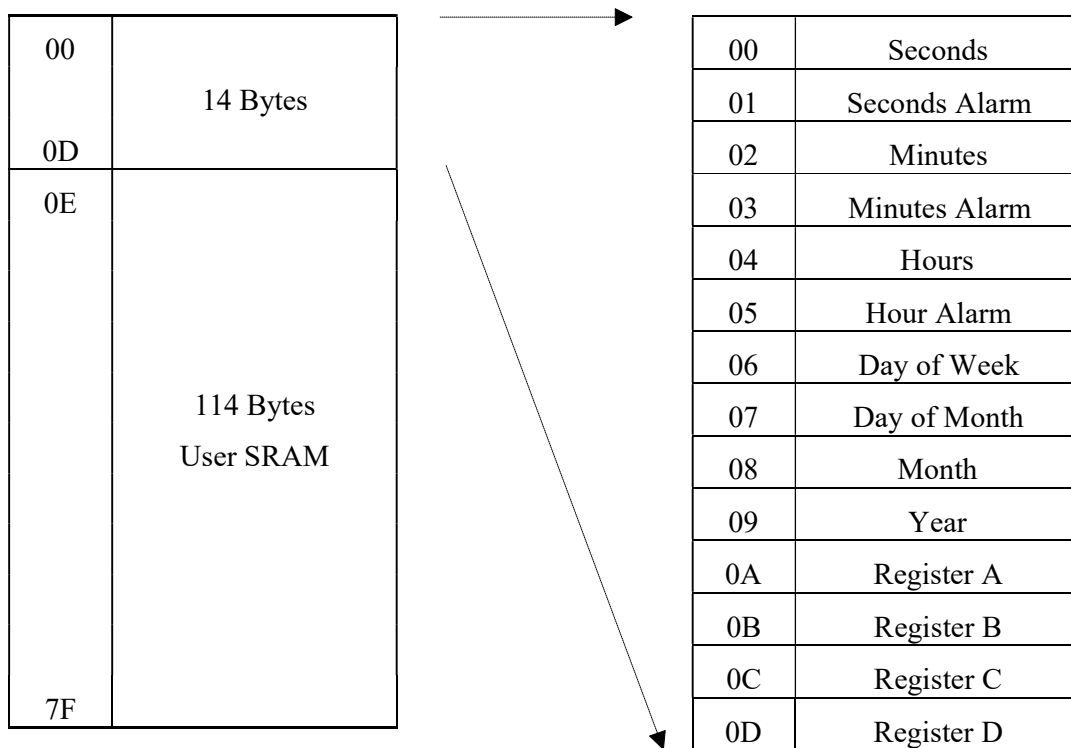 00
14 Bytes
0D
0E
114 Bytes
User SRAM
7F
00 Seconds
01 Seconds Alarm
02 Minutes
03 Minutes Alarm
04 Hours
05 Hour Alarm
06 Day of Week
07 Day of Month
08 Month
09 Year
0A Register A
0B Register B
0C Register C
0D Register D